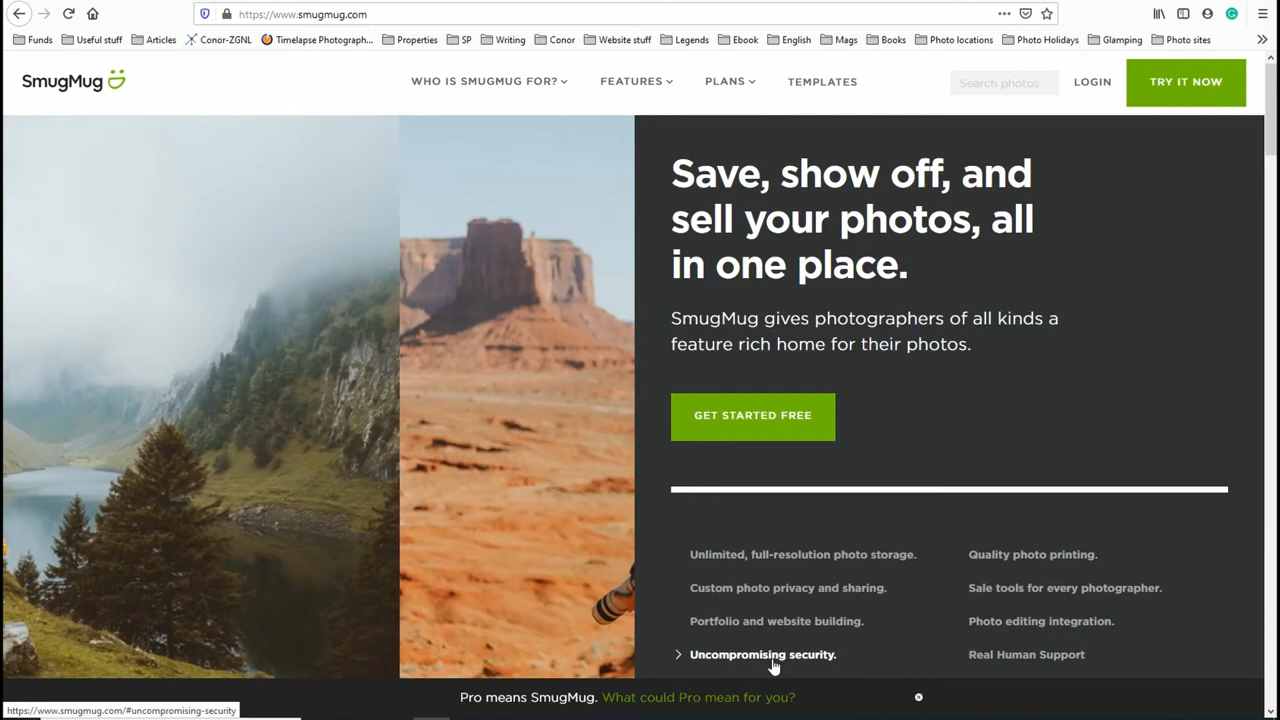 https://www.smugmug.com
Funds Useful stuff Articles Conor-ZGNL Timelapse Photograph... Properties SP Writing Conor Website stuff Legends Ebook English Mags Books Photo locations Photo Holidays Glamping Photo sites
SmugMug WHO IS SMUGMUG FOR? FEATURES PLANS TEMPLATES Search photos LOGIN TRY IT NOW
Save, show off, and
sell your photos, all
in one place.
SmugMug gives photographers of all kinds a
feature rich home for their photos.
GET STARTED FREE
Unlimited, full-resolution photo storage. Quality photo printing.
Custom photo privacy and sharing. Sale tools for every photographer.
Portfolio and website building. Photo editing integration.
Uncompromising security. Real Human Support
Pro means SmugMug. What could Pro mean for you?
https://www.smugmug.com/#uncompromising-security